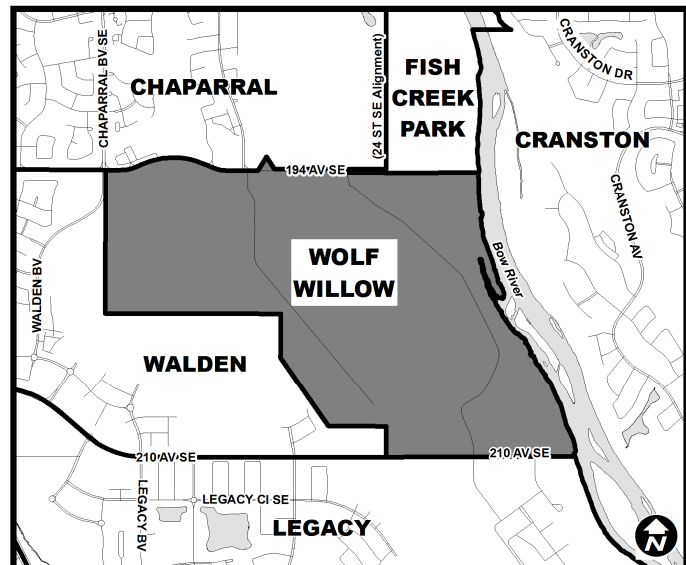 CHAPARRAL BV SE
CHAPARRAL
(24 ST SE Alignment)
FISH
CREEK
PARK
CRANSTON DR
CRANSTON
CRANSTON AV
194 AV SE
WOLF
WILLOW
Bow River
WALDEN BV
WALDEN
210 AV SE
210 AV SE
LEGACY BV
LEGACY CI SE
LEGACY
N